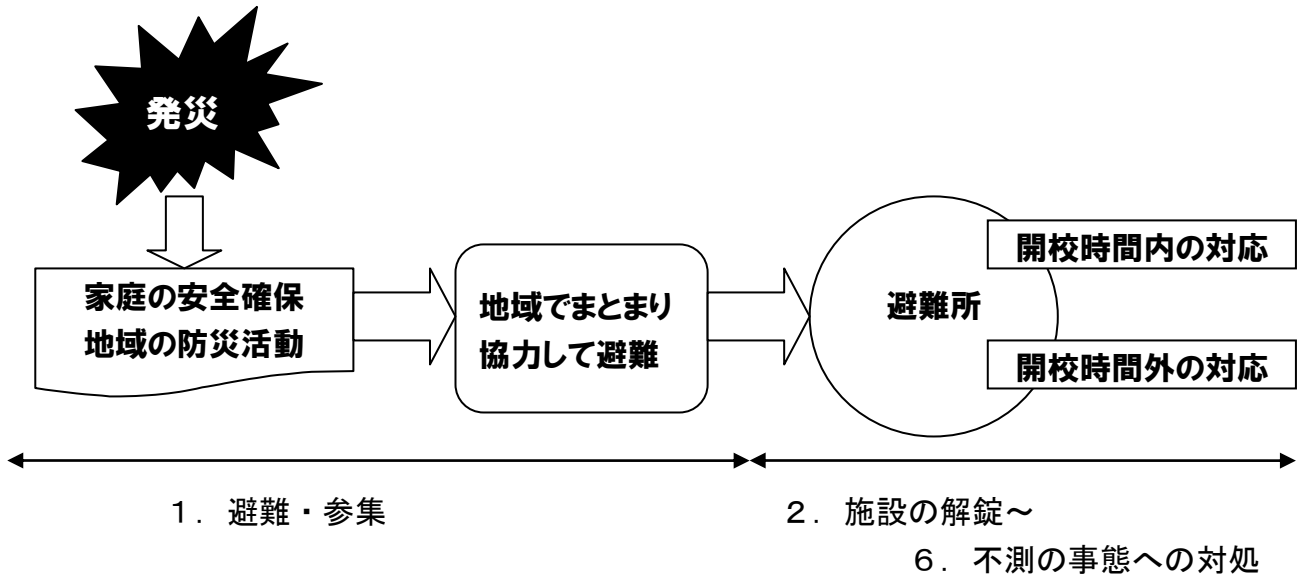 発災
家庭の安全確保
地域の防災活動
地域でまとまり
協力して避難
避難所
開校時間内の対応
開校時間外の対応
１．避難・参集
２．施設の解錠～
６．不測の事態への対処